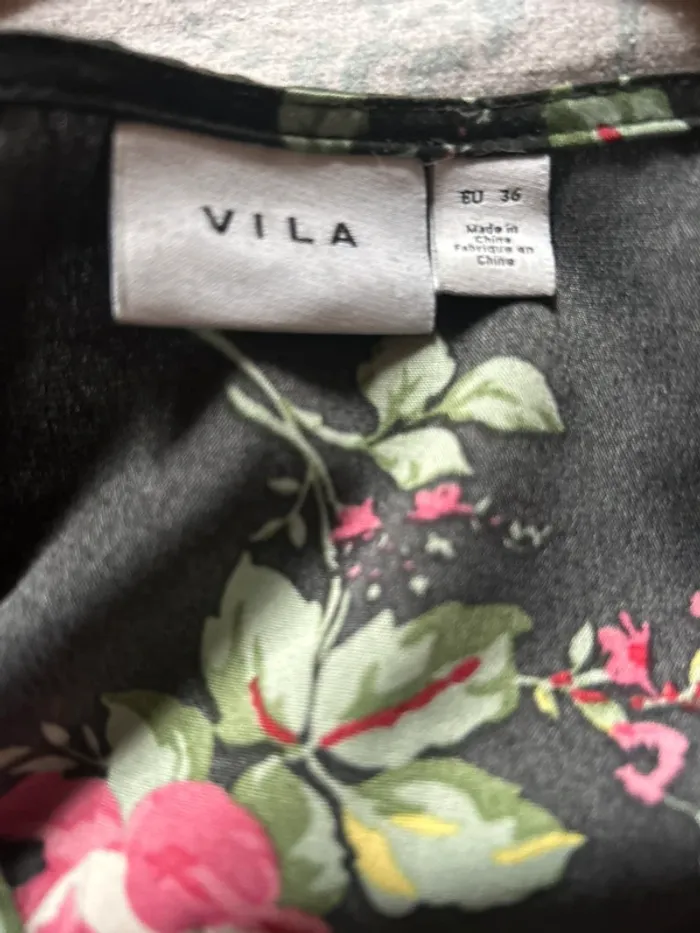 VILA
EU 36
Made in
China
Fabriqué en
Chine